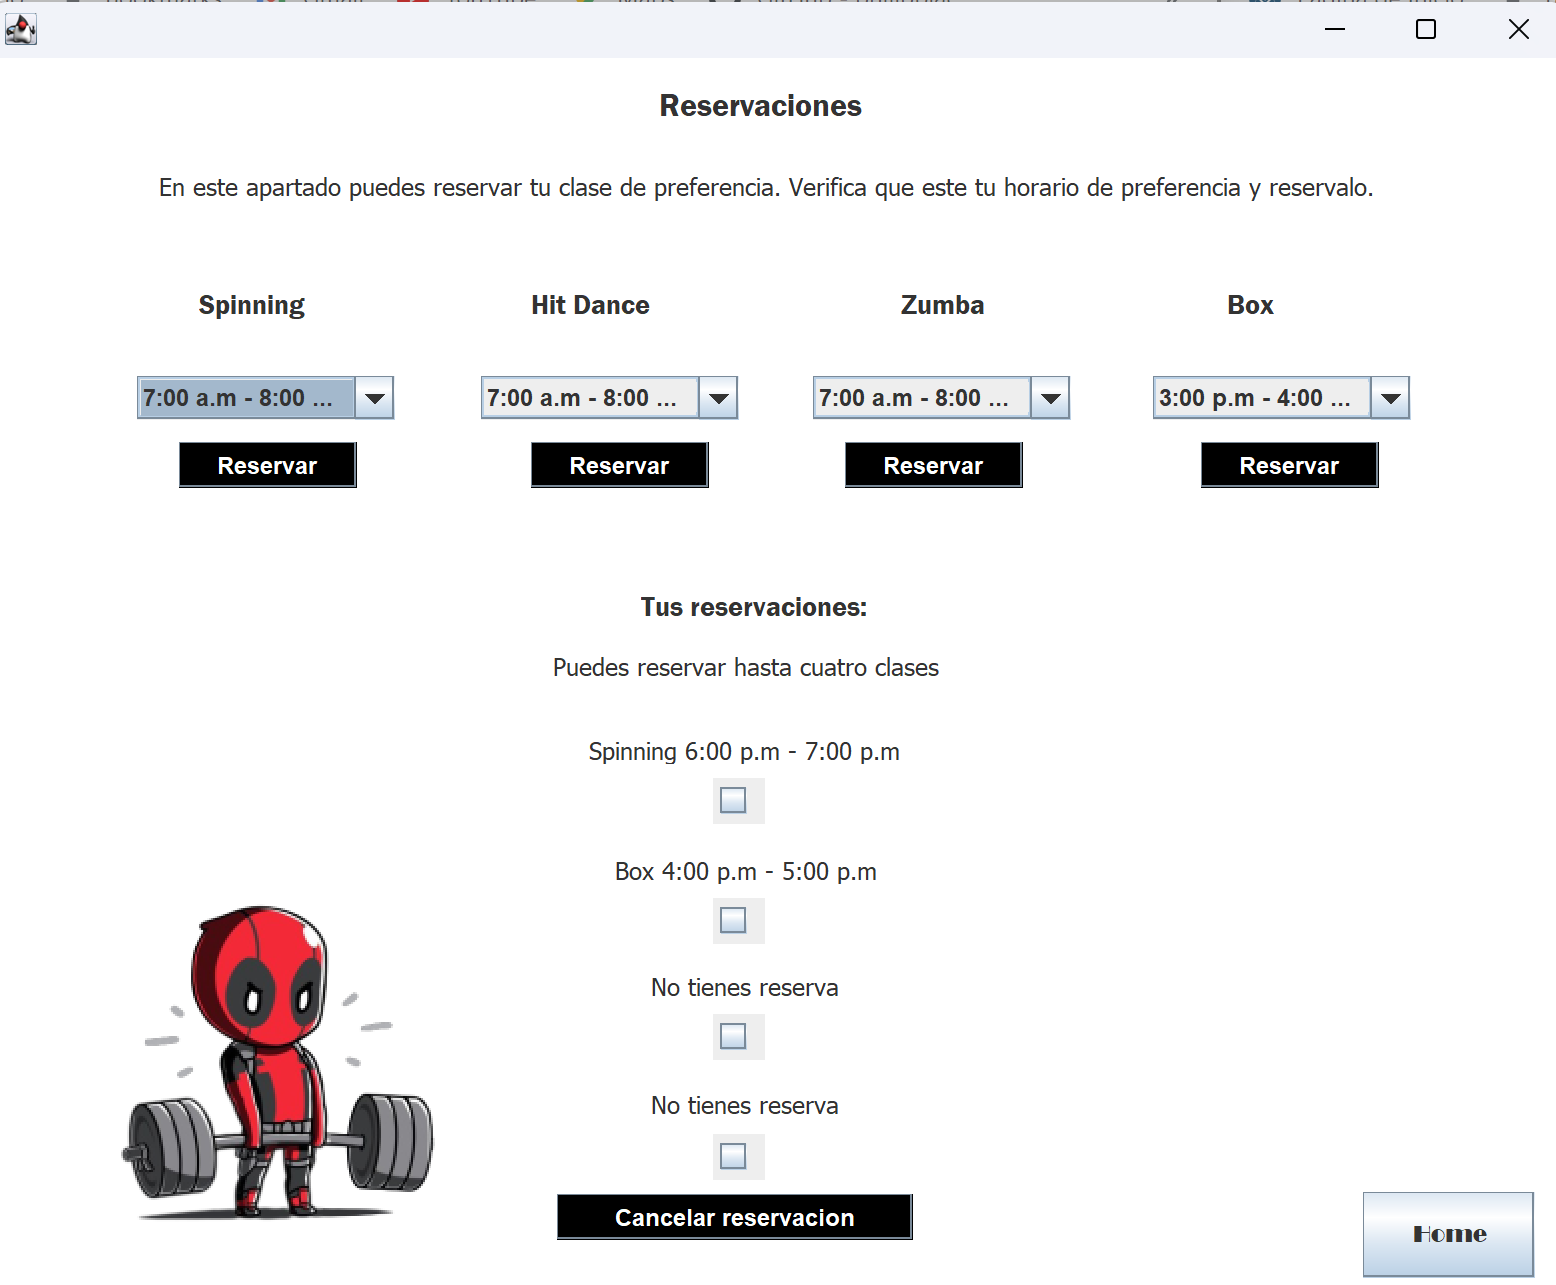 Reservaciones
En este apartado puedes reservar tu clase de preferencia. Verifica que este tu horario de preferencia y reservalo.
Spinning Hit Dance Zumba Box
7:00 a.m - 8:00 ... 7:00 a.m - 8:00 ... 7:00 a.m - 8:00 ... 3:00 p.m - 4:00 ...
Reservar Reservar Reservar Reservar
Tus reservaciones:
Puedes reservar hasta cuatro clases
Spinning 6:00 p.m - 7:00 p.m
Box 4:00 p.m - 5:00 p.m
No tienes reserva
No tienes reserva
Cancelar reservacion
Home